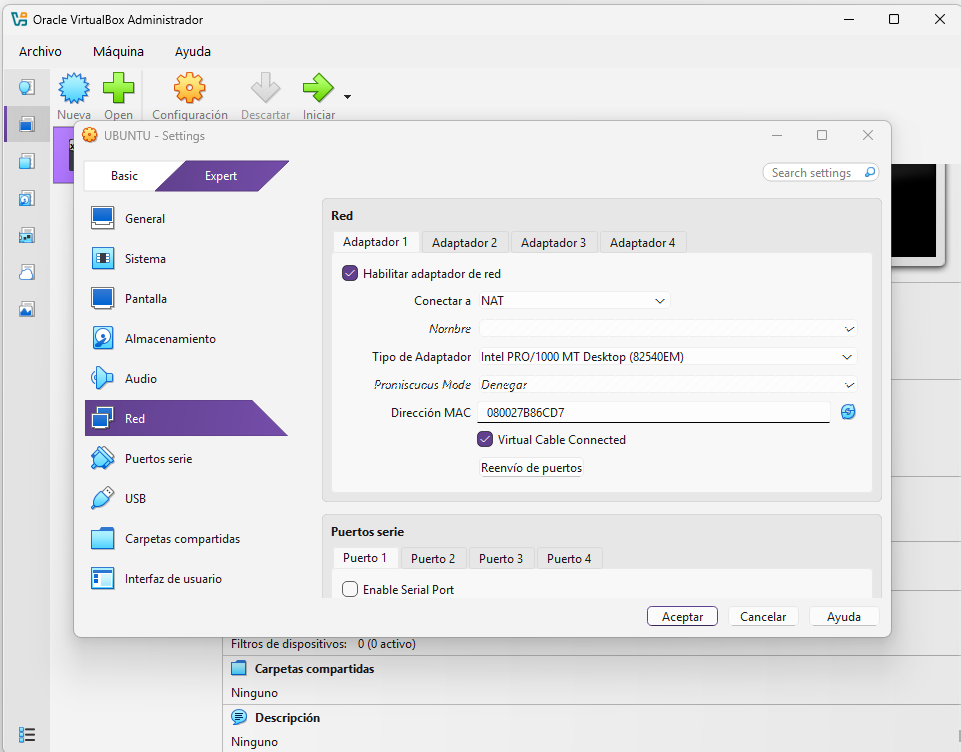 Oracle VirtualBox Administrador
Archivo Máquina Ayuda
Nueva Open Configuración Descartar Iniciar
UBUNTU - Settings
Basic Expert Search settings
General
Sistema
Pantalla
Almacenamiento
Audio
Red
Puertos serie
USB
Carpetas compartidas
Interfaz de usuario
Red
Adaptador 1 Adaptador 2 Adaptador 3 Adaptador 4
Habilitar adaptador de red
Conectar a NAT
Nombre
Tipo de Adaptador Intel PRO/1000 MT Desktop (82540EM)
Promiscuous Mode Denegar
Dirección MAC 080027B86CD7
Virtual Cable Connected
Reenvío de puertos
Puertos serie
Puerto 1 Puerto 2 Puerto 3 Puerto 4
Enable Serial Port
Aceptar Cancelar Ayuda
Filtros de dispositivos: 0 (0 activo)
Carpetas compartidas
Ninguno
Descripción
Ninguno